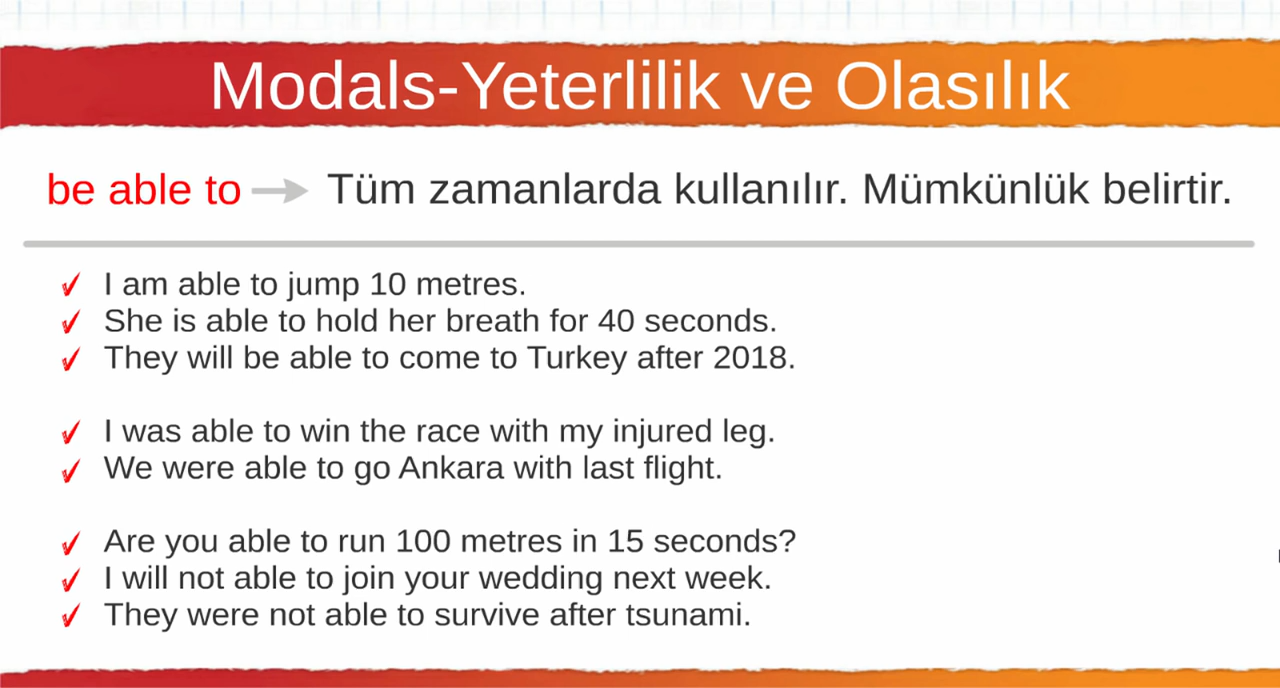 Modals-Yeterlilik ve Olasılık
be able to → Tüm zamanlarda kullanılır. Mümkünlük belirtir.
✓ I am able to jump 10 metres.
✓ She is able to hold her breath for 40 seconds.
✓ They will be able to come to Turkey after 2018.
✓ I was able to win the race with my injured leg.
✓ We were able to go Ankara with last flight.
✓ Are you able to run 100 metres in 15 seconds?
✓ I will not able to join your wedding next week.
✓ They were not able to survive after tsunami.